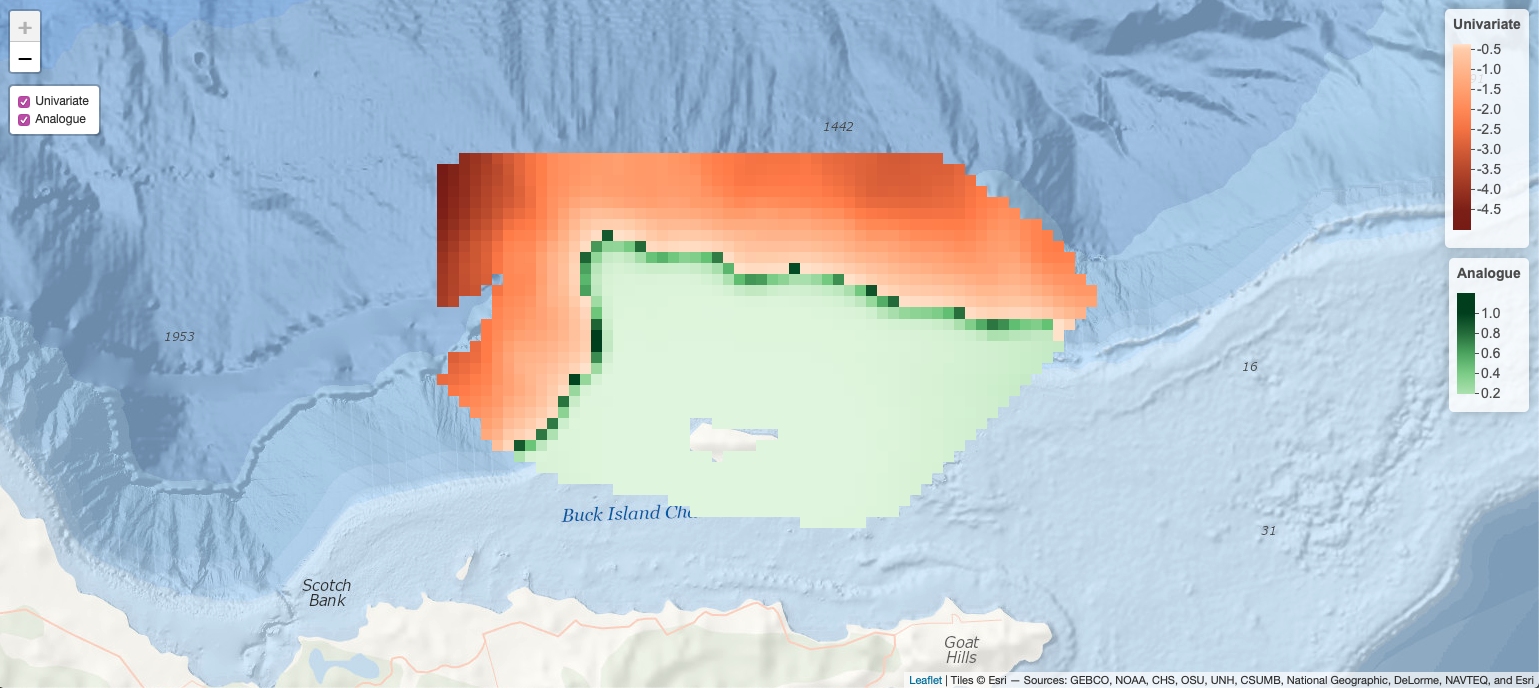 +
−
Univariate
Analogue
Univariate
-0.5
-1.0
-1.5
-2.0
-2.5
-3.0
-3.5
-4.0
-4.5
Analogue
1.0
0.8
0.6
0.4
0.2
1442
1953
16
31
Buck Island Cha
Scotch
Bank
Goat
Hills
Leaflet | Tiles © Esri — Sources: GEBCO, NOAA, CHS, OSU, UNH, CSUMB, National Geographic, DeLorme, NAVTEQ, and Esri